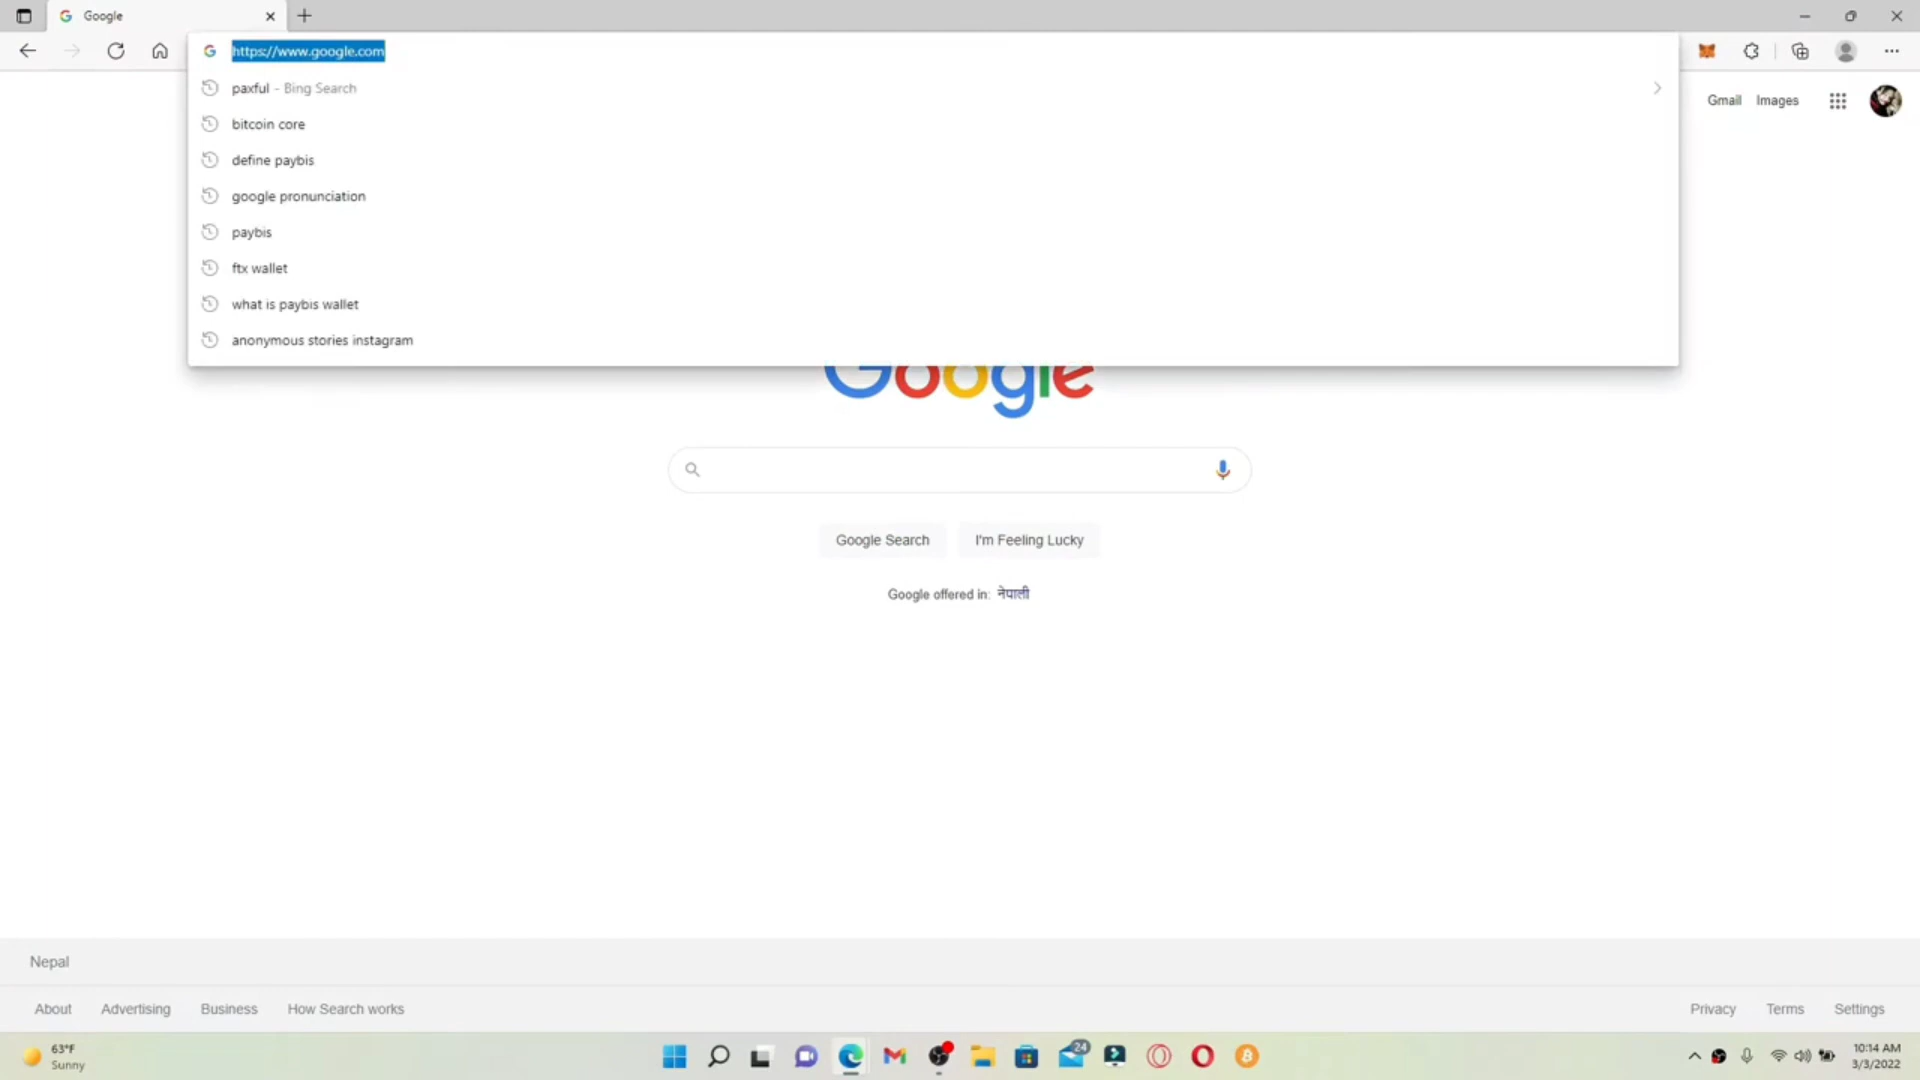 Google
https://www.google.com
paxful - Bing Search
bitcoin core
define paybis
google pronunciation
paybis
ftx wallet
what is paybis wallet
anonymous stories instagram
Gmail Images
Google
Google Search I'm Feeling Lucky
Google offered in: नेपाली
Nepal
About Advertising Business How Search works Privacy Terms Settings
63°F
Sunny
24
10:14 AM
3/3/2022